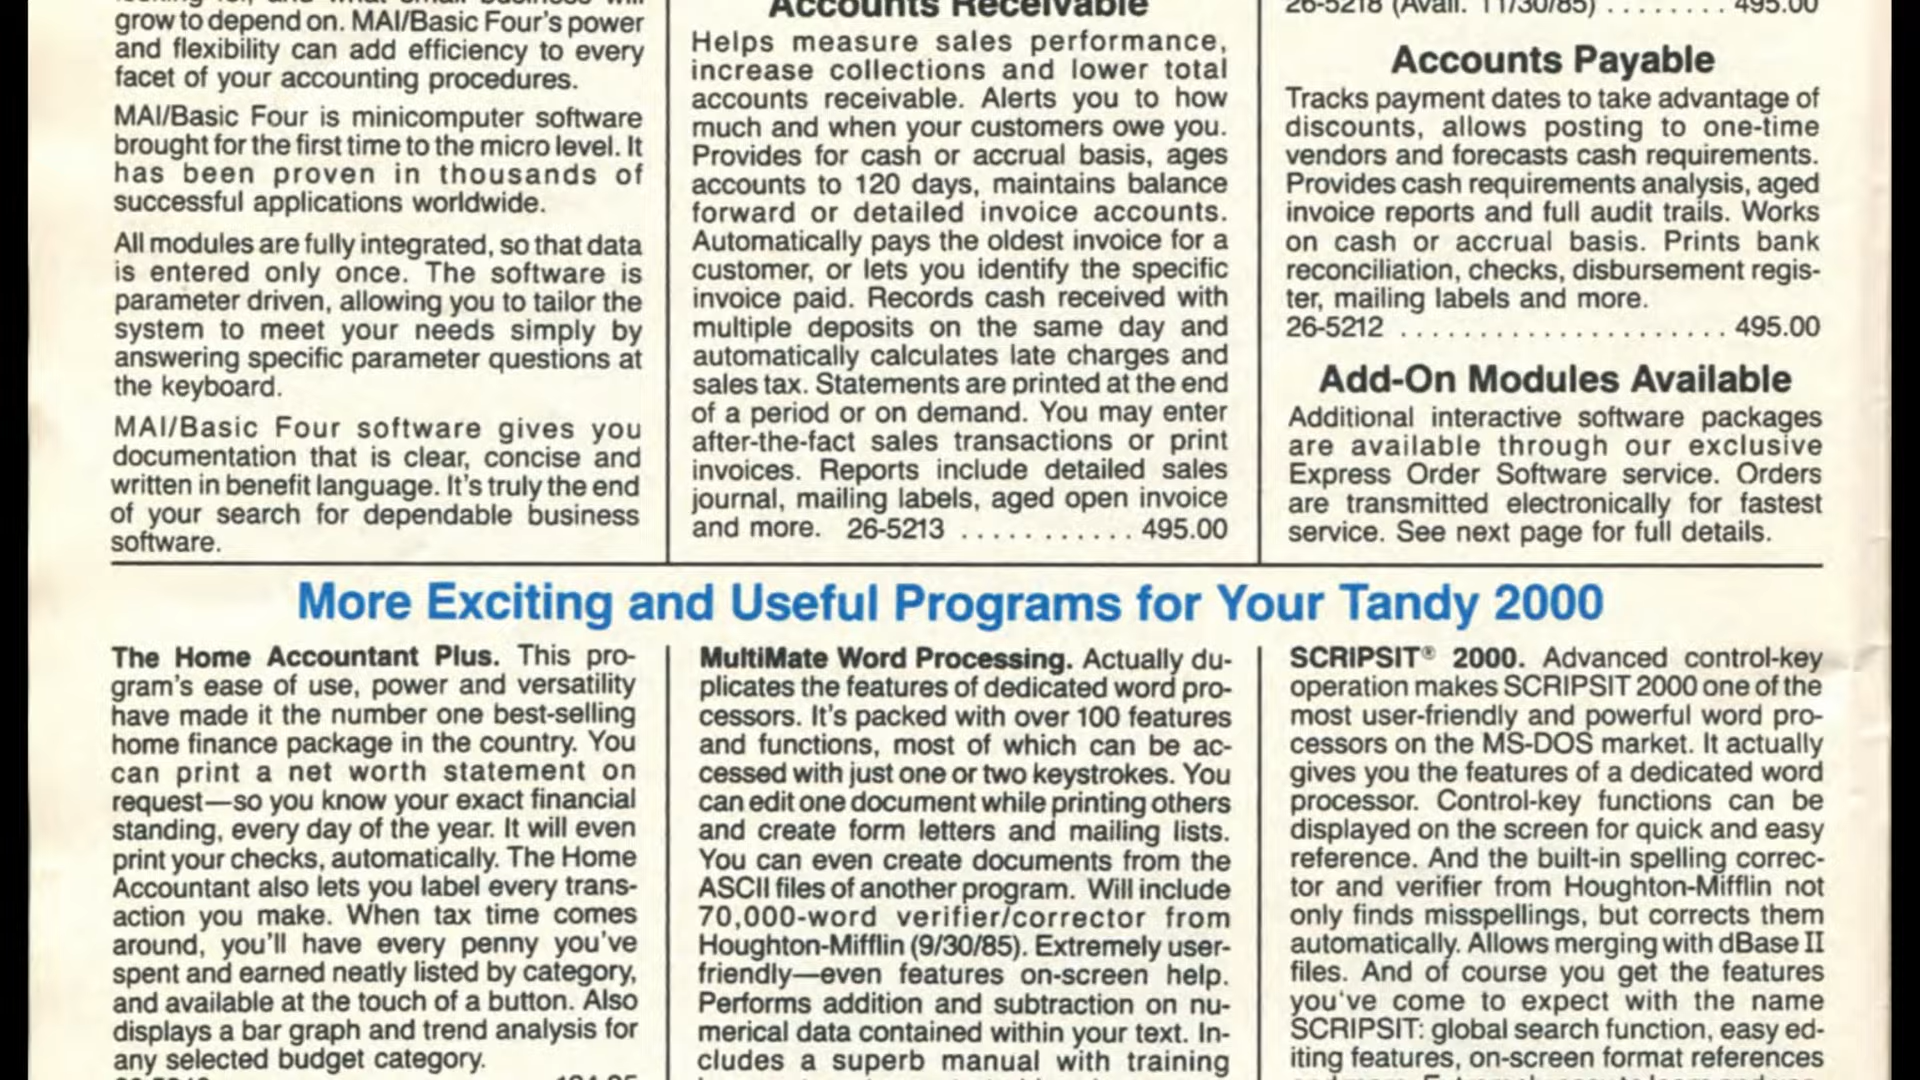 grow to depend on. MAI/Basic Four's power
and flexibility can add efficiency to every
facet of your accounting procedures.
MAI/Basic Four is minicomputer software
brought for the first time to the micro level. It
has been proven in thousands of
successful applications worldwide.
All modules are fully integrated, so that data
is entered only once. The software is
parameter driven, allowing you to tailor the
system to meet your needs simply by
answering specific parameter questions at
the keyboard.
MAI/Basic Four software gives you
documentation that is clear, concise and
written in benefit language. It's truly the end
of your search for dependable business
software.
Accounts Receivable
Helps measure sales performance,
increase collections and lower total
accounts receivable. Alerts you to how
much and when your customers owe you.
Provides for cash or accrual basis, ages
accounts to 120 days, maintains balance
forward or detailed invoice accounts.
Automatically pays the oldest invoice for a
customer, or lets you identify the specific
invoice paid. Records cash received with
multiple deposits on the same day and
automatically calculates late charges and
sales tax. Statements are printed at the end
of a period or on demand. You may enter
after-the-fact sales transactions or print
invoices. Reports include detailed sales
journal, mailing labels, aged open invoice
and more. 26-5213 ........... 495.00
26-5218 (Avail. 11/30/85) ........ 495.00
Accounts Payable
Tracks payment dates to take advantage of
discounts, allows posting to one-time
vendors and forecasts cash requirements.
Provides cash requirements analysis, aged
invoice reports and full audit trails. Works
on cash or accrual basis. Prints bank
reconciliation, checks, disbursement regis-
ter, mailing labels and more.
26-5212 ..................... 495.00
Add-On Modules Available
Additional interactive software packages
are available through our exclusive
Express Order Software service. Orders
are transmitted electronically for fastest
service. See next page for full details.
More Exciting and Useful Programs for Your Tandy 2000
The Home Accountant Plus. This pro-
gram's ease of use, power and versatility
have made it the number one best-selling
home finance package in the country. You
can print a net worth statement on
request—so you know your exact financial
standing, every day of the year. It will even
print your checks, automatically. The Home
Accountant also lets you label every trans-
action you make. When tax time comes
around, you'll have every penny you've
spent and earned neatly listed by category,
and available at the touch of a button. Also
displays a bar graph and trend analysis for
any selected budget category.
MultiMate Word Processing. Actually du-
plicates the features of dedicated word pro-
cessors. It's packed with over 100 features
and functions, most of which can be ac-
cessed with just one or two keystrokes. You
can edit one document while printing others
and create form letters and mailing lists.
You can even create documents from the
ASCII files of another program. Will include
70,000-word verifier/corrector from
Houghton-Mifflin (9/30/85). Extremely user-
friendly—even features on-screen help.
Performs addition and subtraction on nu-
merical data contained within your text. In-
cludes a superb manual with training
SCRIPSIT® 2000. Advanced control-key
operation makes SCRIPSIT 2000 one of the
most user-friendly and powerful word pro-
cessors on the MS-DOS market. It actually
gives you the features of a dedicated word
processor. Control-key functions can be
displayed on the screen for quick and easy
reference. And the built-in spelling correc-
tor and verifier from Houghton-Mifflin not
only finds misspellings, but corrects them
automatically. Allows merging with dBase II
files. And of course you get the features
you've come to expect with the name
SCRIPSIT: global search function, easy ed-
iting features, on-screen format references